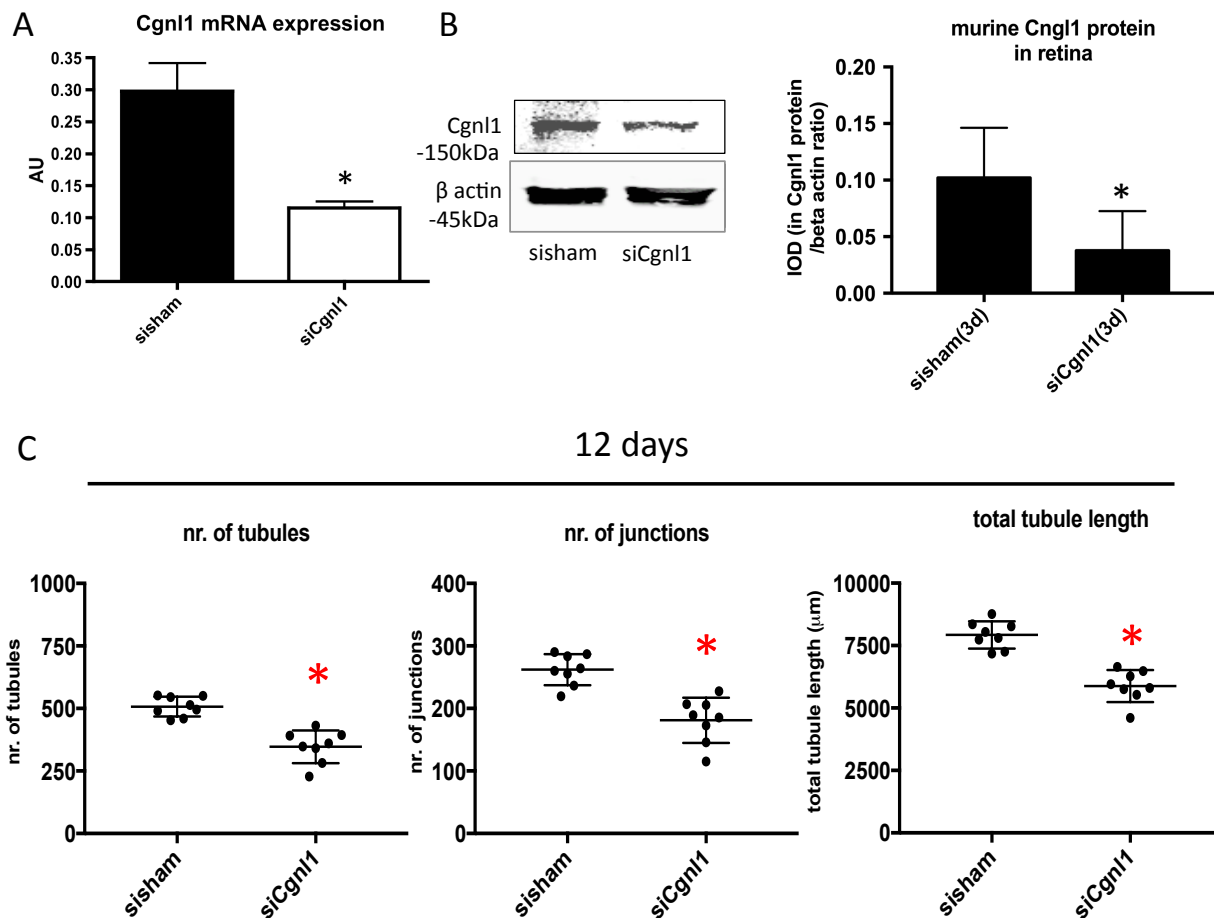 A
Cgnl1 mRNA expression
0.35
0.30
0.25
0.20
0.15
0.10
0.05
0.00
AU
*
sisham
siCgnl1
B
Cgnl1
-150kDa
β actin
-45kDa
sisham siCgnl1
murine Cngl1 protein
in retina
0.20
0.15
0.10
0.05
0.00
IOD (in Cgnl1 protein
/beta actin ratio)
*
sisham(3d)
siCgnl1(3d)
C
12 days
nr. of tubules
1000
750
500
250
0
nr. of tubules
*
sisham
siCgnl1
nr. of junctions
400
300
200
100
0
nr. of junctions
*
sisham
siCgnl1
total tubule length
10000
7500
5000
2500
0
total tubule length (µm)
*
sisham
siCgnl1